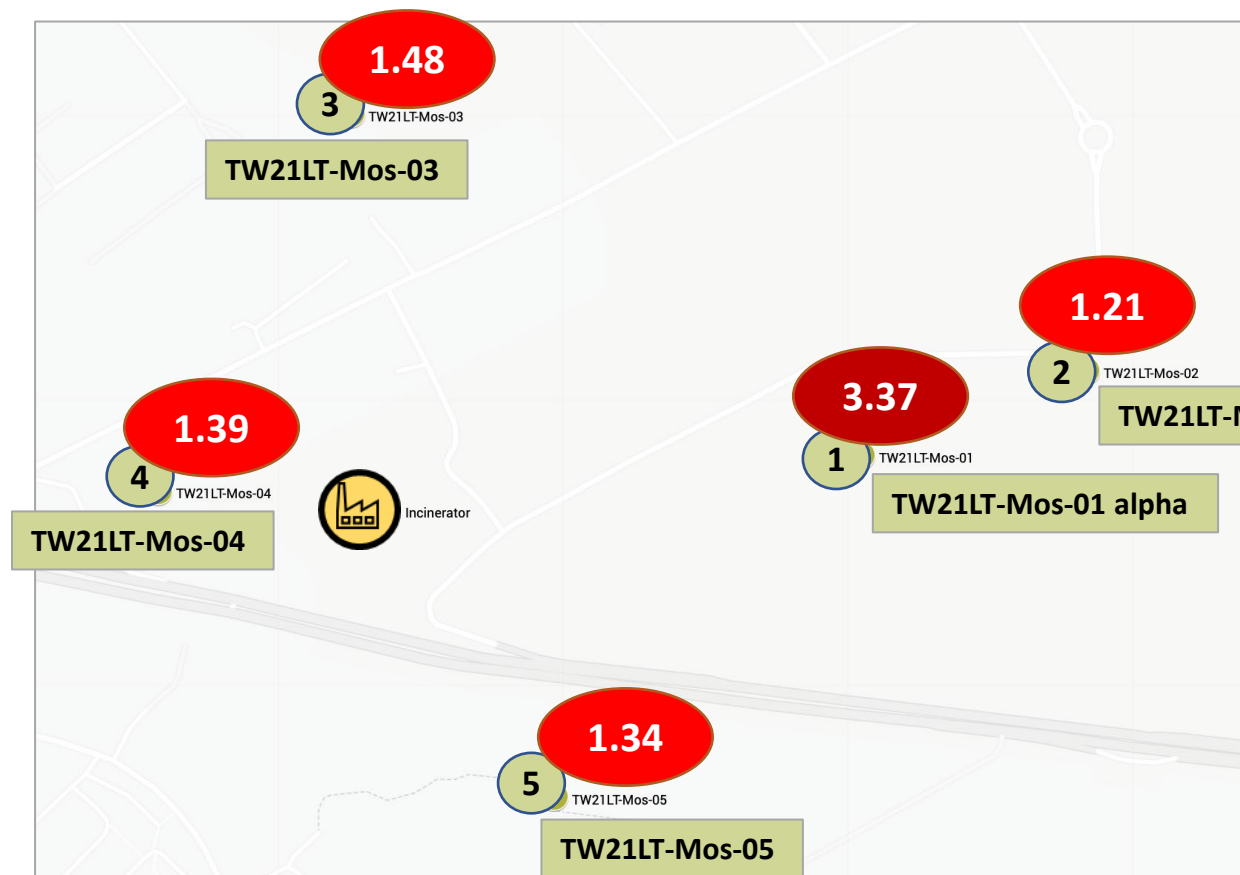 1.48
3
TW21LT-Mos-03
TW21LT-Mos-03
1.21
2
TW21LT-Mos-02
TW21LT-M
3.37
1
TW21LT-Mos-01
TW21LT-Mos-01 alpha
1.39
4
TW21LT-Mos-04
TW21LT-Mos-04
Incinerator
1.34
5
TW21LT-Mos-05
TW21LT-Mos-05